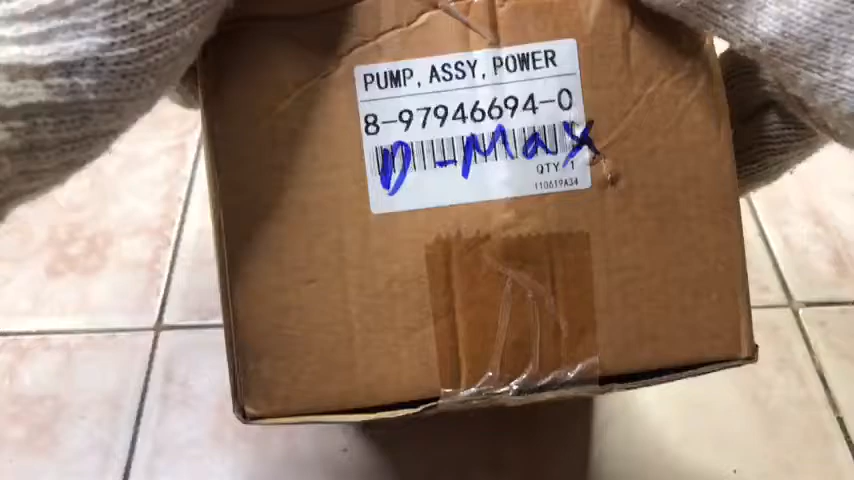 PUMP, ASSY, POWER
8-97946694-0
D-Max
QTY 1
110619A34